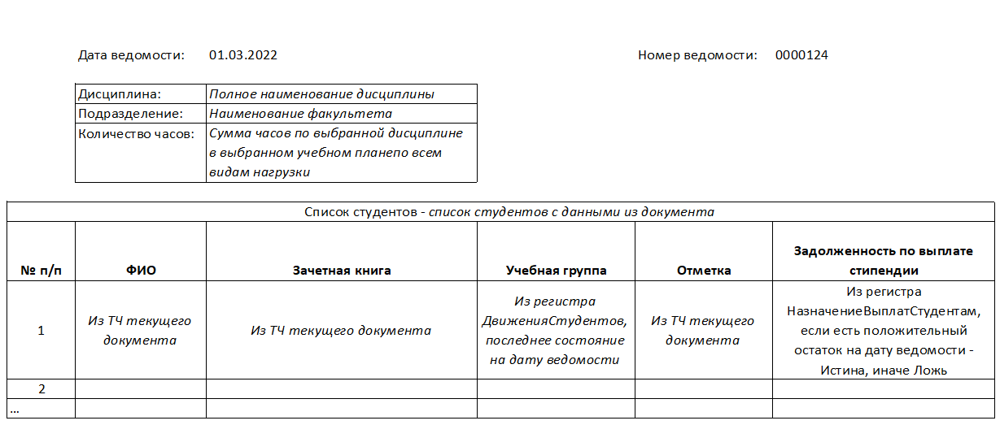 Дата ведомости: 01.03.2022 Номер ведомости: 0000124
Дисциплина: Полное наименование дисциплины
Подразделение: Наименование факультета
Количество часов: Сумма часов по выбранной дисциплине
в выбранном учебном планепо всем
видам нагрузки
Список студентов - список студентов с данными из документа
№ п/п
ФИО
Зачетная книга
Учебная группа
Отметка
Задолженность по выплате
стипендии
1
Из ТЧ текущего
документа
Из ТЧ текущего документа
Из регистра
ДвиженияСтудентов,
последнее состояние
на дату ведомости
Из ТЧ текущего
документа
Из регистра
НазначениеВыплатСтудентам,
если есть положительный
остаток на дату ведомости -
Истина, иначе Ложь
2
...